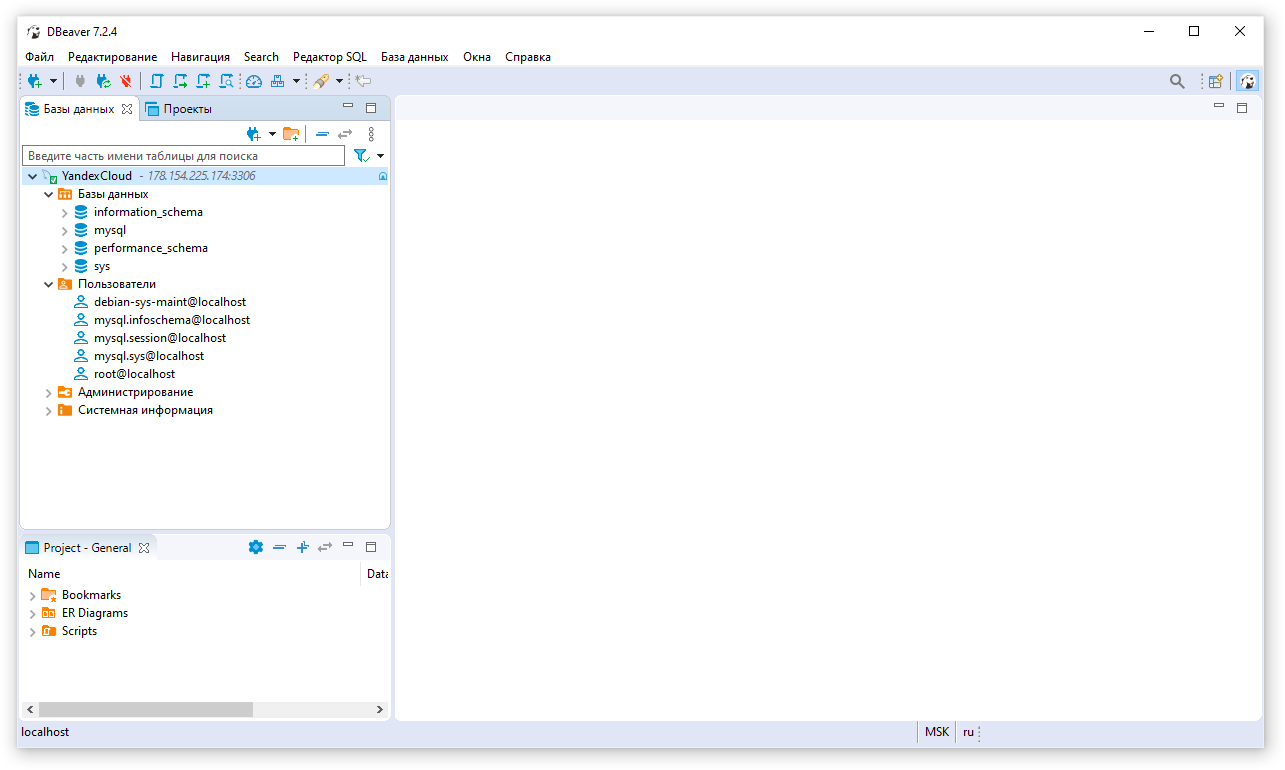 DBeaver 7.2.4
Файл Редактирование Навигация Search Редактор SQL База данных Окна Справка
Базы данных Проекты
Введите часть имени таблицы для поиска
YandexCloud - 178.154.225.174:3306
Базы данных
information_schema
mysql
performance_schema
sys
Пользователи
debian-sys-maint@localhost
mysql.infoschema@localhost
mysql.session@localhost
mysql.sys@localhost
root@localhost
Администрирование
Системная информация
Project - General
Name Data
Bookmarks
ER Diagrams
Scripts
localhost MSK ru